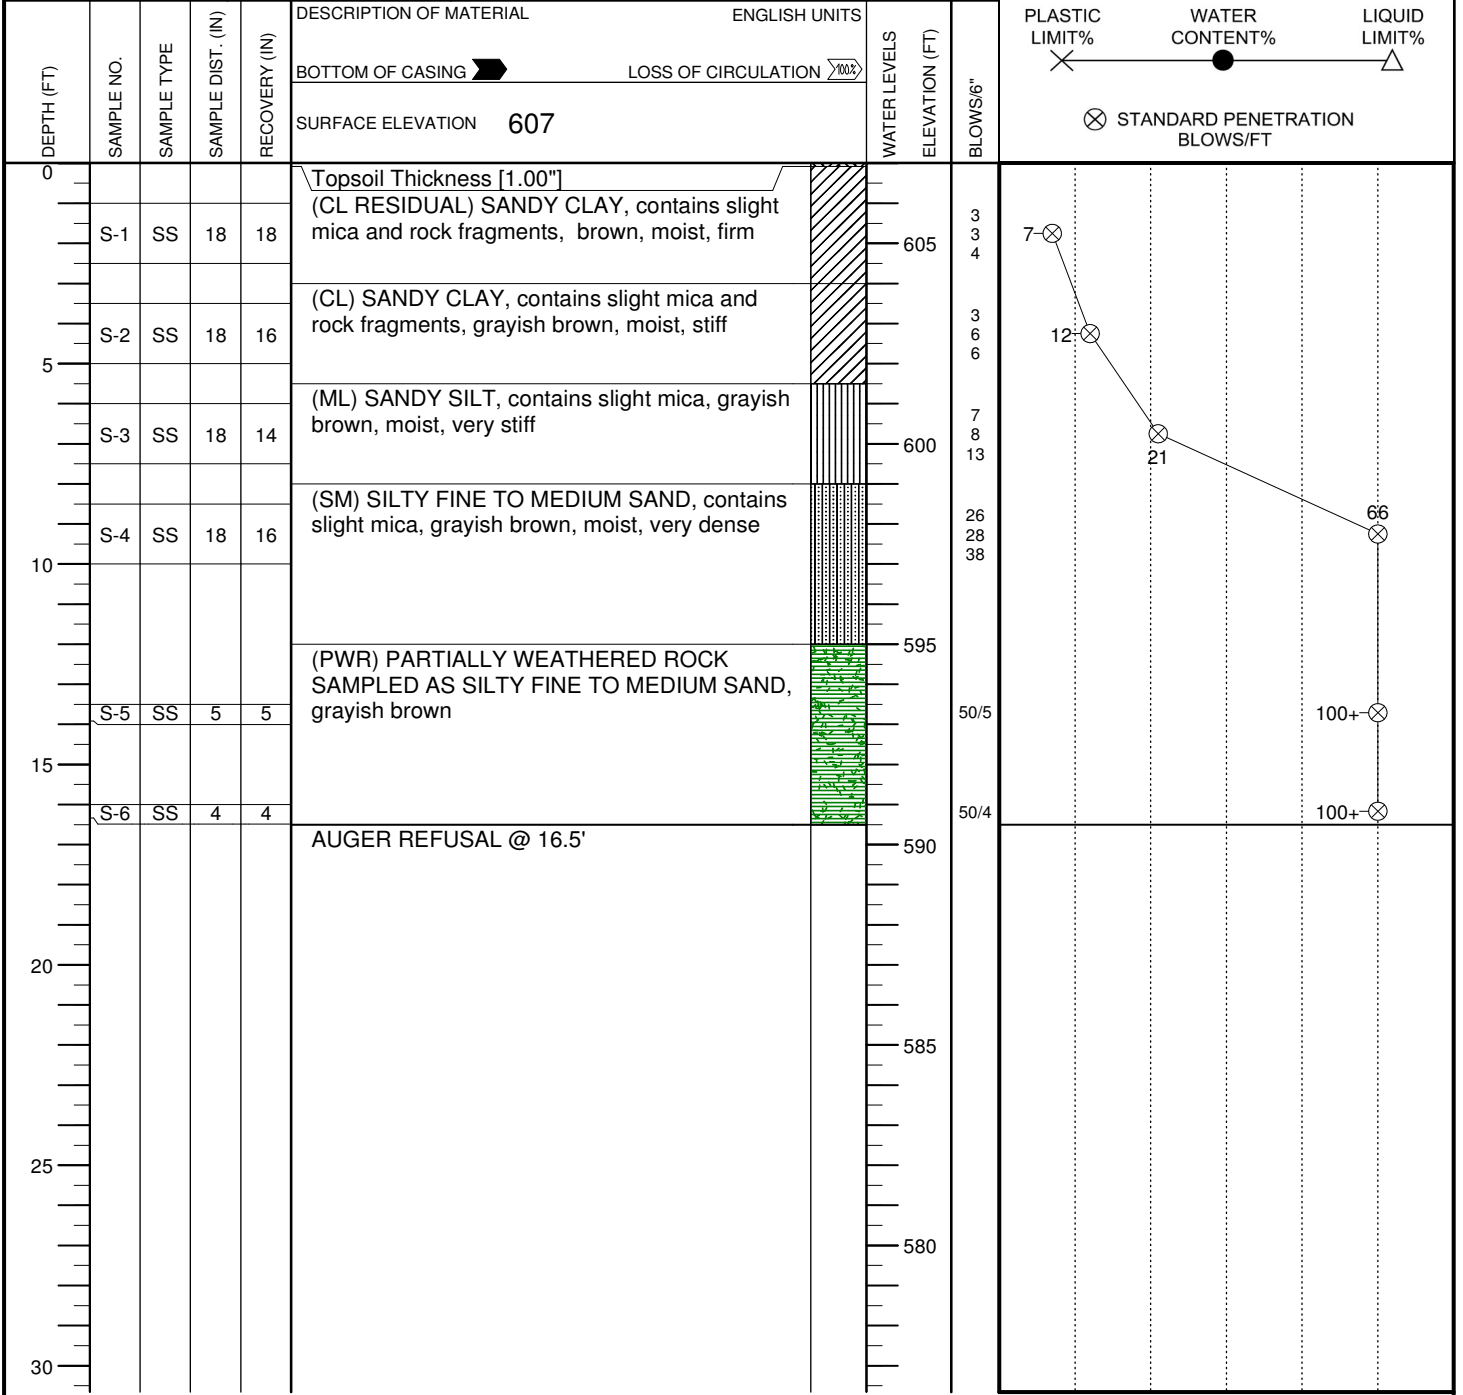 DEPTH (FT)
SAMPLE NO.
SAMPLE TYPE
SAMPLE DIST. (IN)
RECOVERY (IN)
DESCRIPTION OF MATERIAL ENGLISH UNITS
BOTTOM OF CASING LOSS OF CIRCULATION 100%
SURFACE ELEVATION 607
WATER LEVELS
ELEVATION (FT)
BLOWS/6"
PLASTIC LIMIT%
WATER CONTENT%
LIQUID LIMIT%
STANDARD PENETRATION
BLOWS/FT
0
Topsoil Thickness [1.00"]
(CL RESIDUAL) SANDY CLAY, contains slight
mica and rock fragments, brown, moist, firm
S-1 SS 18 18
605
3
3
4
7
(CL) SANDY CLAY, contains slight mica and
rock fragments, grayish brown, moist, stiff
S-2 SS 18 16
3
6
6
12
5
(ML) SANDY SILT, contains slight mica, grayish
brown, moist, very stiff
S-3 SS 18 14
600
7
8
13
21
(SM) SILTY FINE TO MEDIUM SAND, contains
slight mica, grayish brown, moist, very dense
S-4 SS 18 16
26
28
38
66
10
595
(PWR) PARTIALLY WEATHERED ROCK
SAMPLED AS SILTY FINE TO MEDIUM SAND,
grayish brown
S-5 SS 5 5
50/5
100+
15
S-6 SS 4 4
50/4
100+
AUGER REFUSAL @ 16.5'
590
20
585
25
580
30